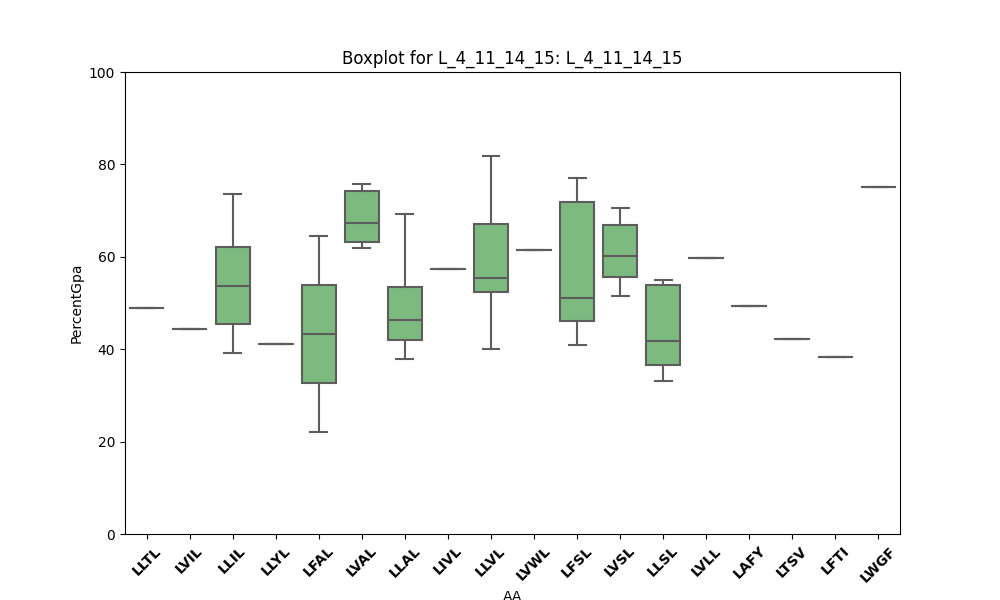 Boxplot for L_4_11_14_15: L_4_11_14_15
100
80
60
40
20
0
PercentGpa
LLTL
LVIL
LLIL
LLYL
LFAL
LVAL
LLAL
LIVL
LLVL
LVWL
LFSL
LVSL
LLSL
LVLL
LAFY
LTSV
LFTI
LWGF
AA